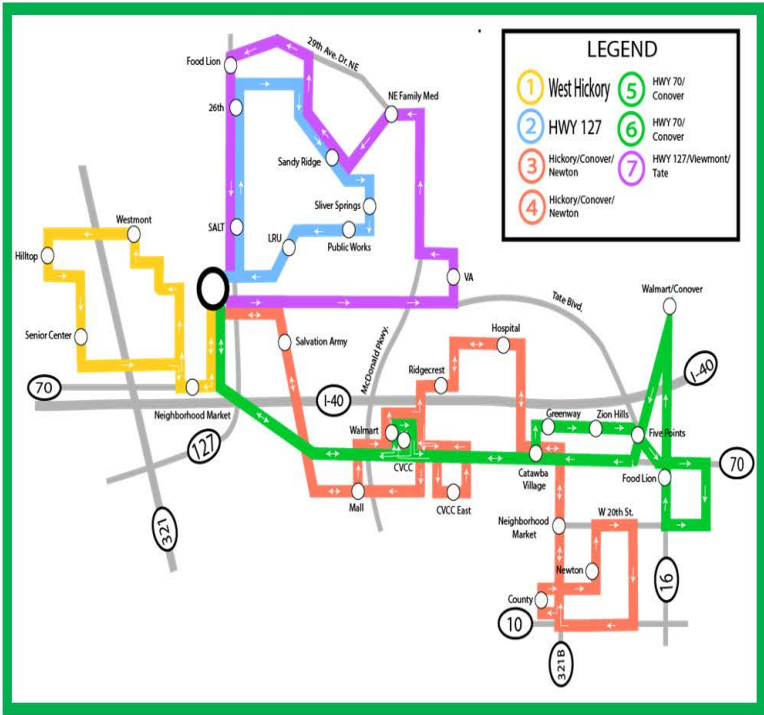 LEGEND
1 West Hickory
2 HWY 127
3 Hickory/Conover/
Newton
4 Hickory/Conover/
Newton
5 HWY 70/
Conover
6 HWY 70/
Conover
7 HWY 127/Viewmont/
Tate
29th Ave. Dr. NE
Food Lion
NE Family Med
26th
Sandy Ridge
Sliver Springs
Westmont
SALT
LRU
Public Works
Hilltop
VA
Walmart/Conover
Tate Blvd.
Senior Center
Salvation Army
McDonald Pkwy.
Hospital
Ridgecrest
I-40
70
I-40
Neighborhood Market
127
Walmart
Greenway
Zion Hills
Five Points
CVCC
70
Catawba
Village
Food Lion
Mall
CVCC East
321
Neighborhood
Market
W 20th St.
Newton
16
County
10
321B